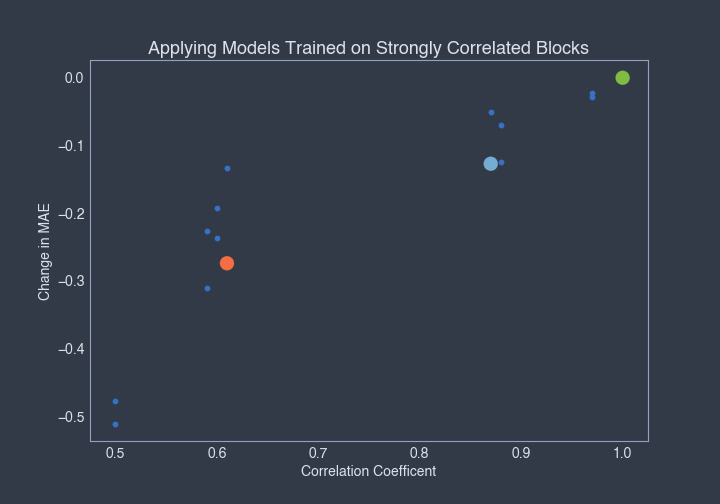 Applying Models Trained on Strongly Correlated Blocks
0.0
−0.1
−0.2
−0.3
−0.4
−0.5
Change in MAE
0.5 0.6 0.7 0.8 0.9 1.0
Correlation Coefficent